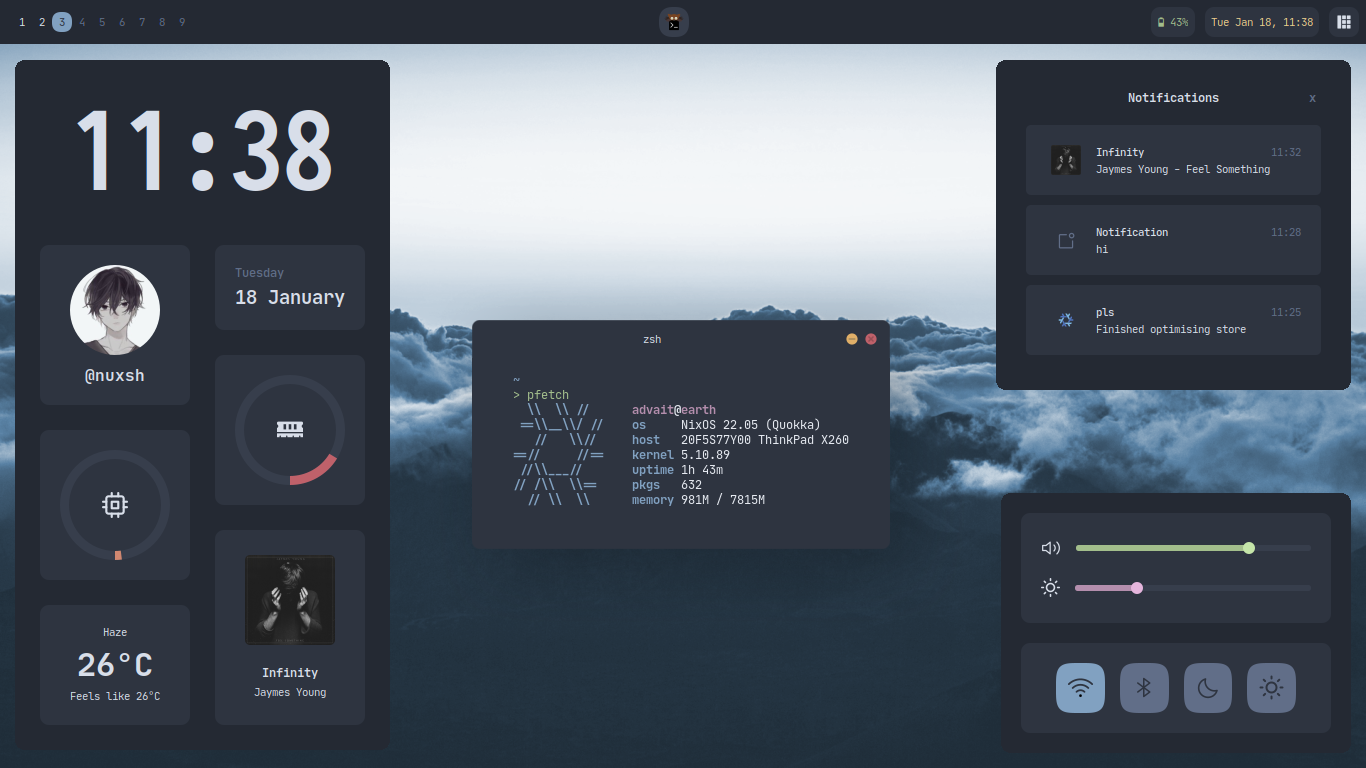 1 2 3 4 5 6 7 8 9
43%
Tue Jan 18, 11:38
11:38
@nuxsh
Tuesday
18 January
Haze
26°C
Feels like 26°C
Infinity
Jaymes Young
zsh
~
> pfetch
  \\  \\ //
 ==\\__\\/ //
   //   \\//
==//     //==
 //\\___//
// /\\  \\==
  // \\  \\
advait@earth
os NixOS 22.05 (Quokka)
host 20F5S77Y00 ThinkPad X260
kernel 5.10.89
uptime 1h 43m
pkgs 632
memory 981M / 7815M
Notifications x
Infinity 11:32
Jaymes Young - Feel Something
Notification 11:28
hi
pls 11:25
Finished optimising store